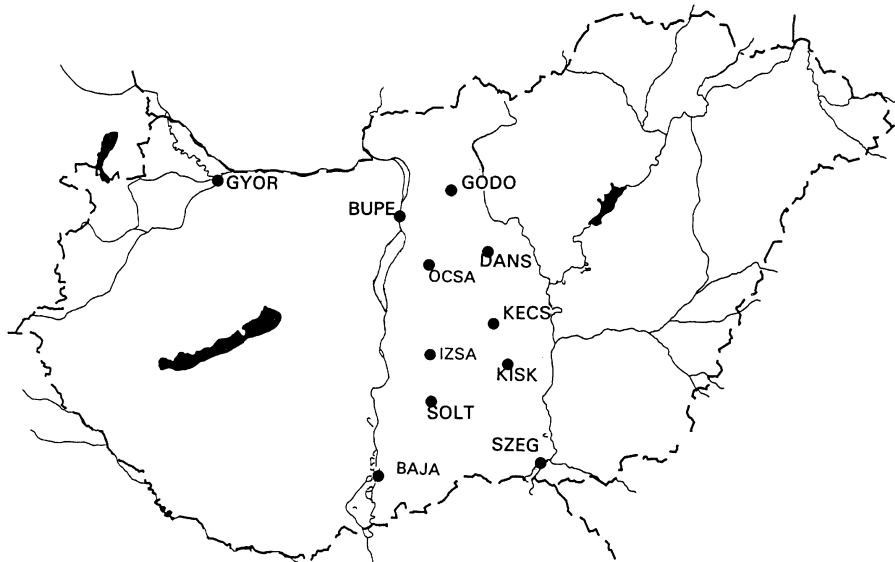 GYOR
GODO
BUPE
DANS
OCSA
KECS
IZSA
KISK
SOLT
SZEG
BAJA